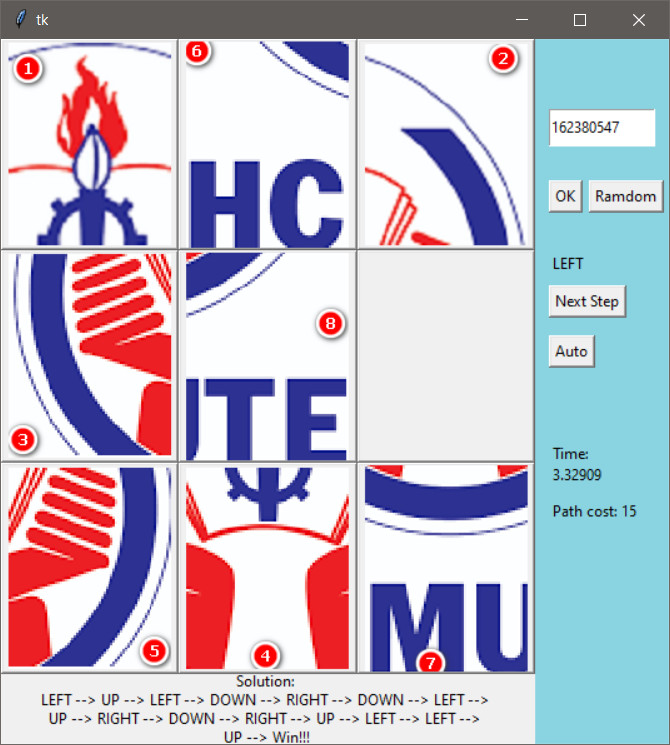 tk
1
6
HC
2
162380547
OK Ramdom
LEFT
Next Step
Auto
3
UTE
8
Time:
3.32909
Path cost: 15
5
4
MU
7
Solution:
LEFT --> UP --> LEFT --> DOWN --> RIGHT --> DOWN --> LEFT -->
UP --> RIGHT --> DOWN --> RIGHT --> UP --> LEFT --> LEFT -->
UP --> Win!!!